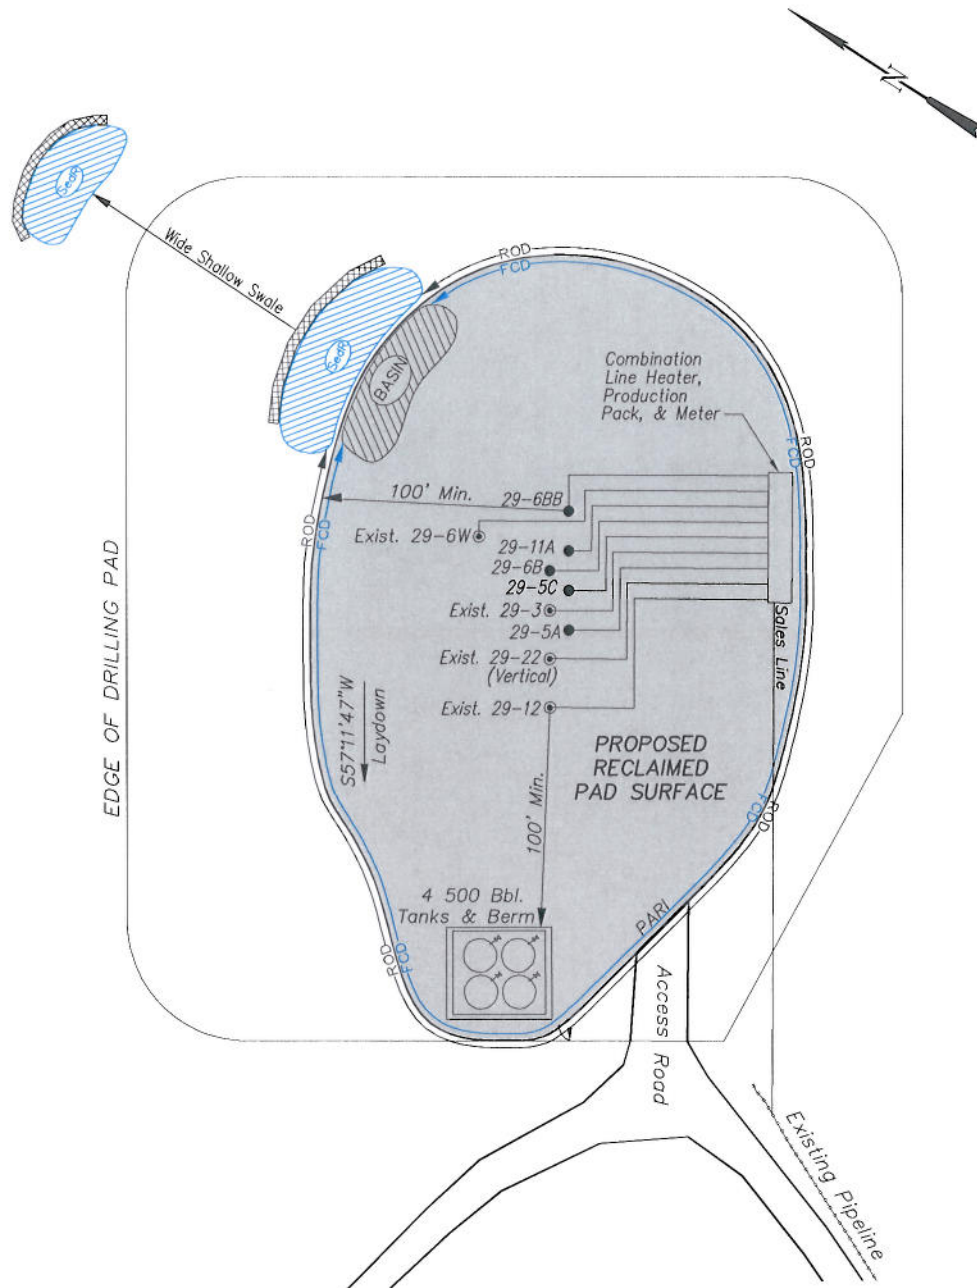 N
SedP
Wide Shallow Swale
ROD
FCD
SedP
BASIN
Combination
Line Heater,
Production
Pack, & Meter
ROD
FCD
100' Min.
29-6BB
Exist. 29-6W
29-11A
29-6B
29-5C
Exist. 29-3
29-5A
Exist. 29-22
(Vertical)
Exist. 29-12
ROD
FCD
Sales Line
EDGE OF DRILLING PAD
S57°11'47"W
Laydown
PROPOSED
RECLAIMED
PAD SURFACE
100' Min.
FCD
ROD
4 500 Bbl.
Tanks & Berm
ROD
FCD
PARI
Access Road
Existing Pipeline